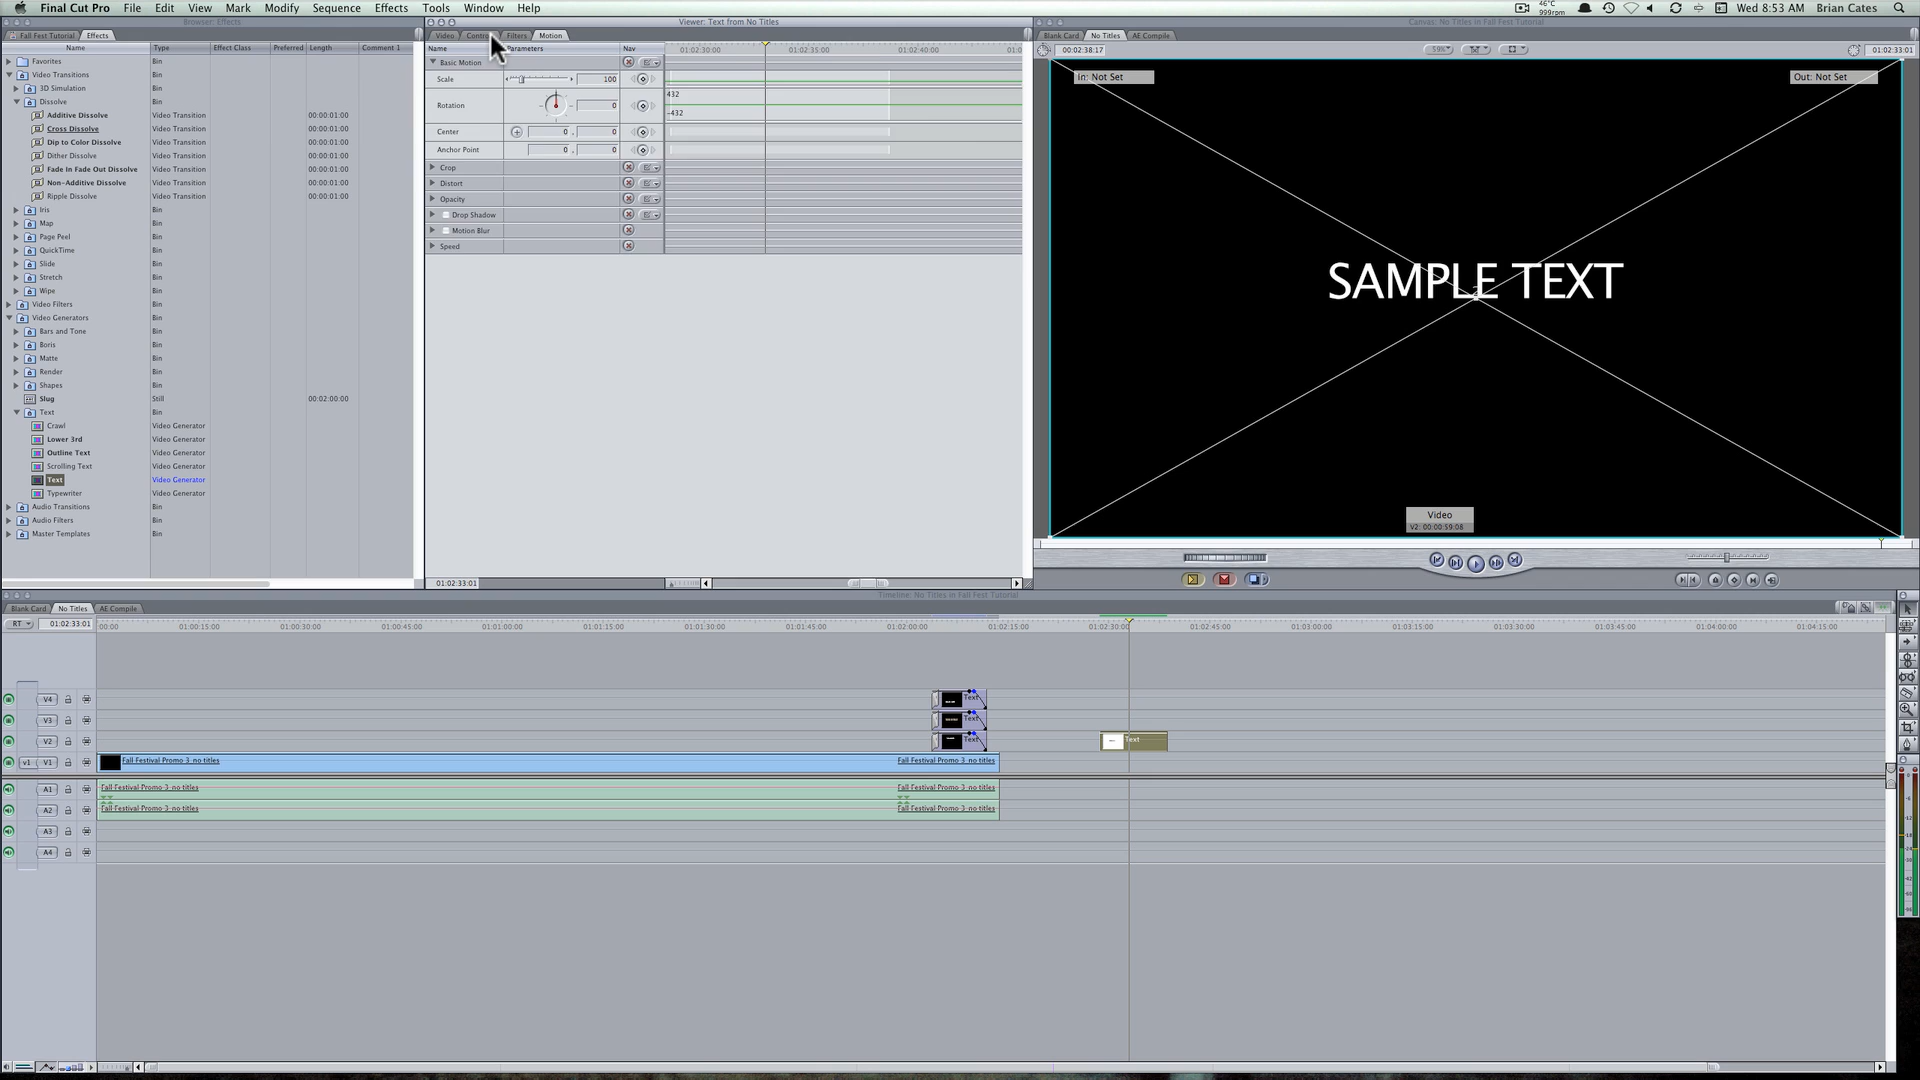 Final Cut Pro File Edit View Mark Modify Sequence Effects Tools Window Help
46°C 999rpm Wed 8:53 AM Brian Cates
Browser: Effects
Fall Fest Tutorial Effects
Name Type Effect Class Preferred Length Comment 1
Favorites Bin
Video Transitions Bin
3D Simulation Bin
Dissolve Bin
Additive Dissolve Video Transition 00:00:01:00
Cross Dissolve Video Transition 00:00:01:00
Dip to Color Dissolve Video Transition 00:00:01:00
Dither Dissolve Video Transition 00:00:01:00
Fade In Fade Out Dissolve Video Transition 00:00:01:00
Non-Additive Dissolve Video Transition 00:00:01:00
Ripple Dissolve Video Transition 00:00:01:00
Iris Bin
Map Bin
Page Peel Bin
QuickTime Bin
Slide Bin
Stretch Bin
Wipe Bin
Video Filters Bin
Video Generators Bin
Bars and Tone Bin
Boris Bin
Matte Bin
Render Bin
Shapes Bin
Slug Still 00:02:00:00
Text Bin
Crawl Video Generator
Lower 3rd Video Generator
Outline Text Video Generator
Scrolling Text Video Generator
Text Video Generator
Typewriter Video Generator
Audio Transitions Bin
Audio Filters Bin
Master Templates Bin
Viewer: Text from No Titles
Video Filters Motion
Name Parameters Nav 01:02:30:00 01:02:35:00 01:02:40:00
Basic Motion
Scale 100
Rotation 0 432
-432
Center 0 , 0
Anchor Point 0 , 0
Crop
Distort
Opacity
Drop Shadow
Motion Blur
Speed
01:02:33:01
Canvas: No Titles in Fall Fest Tutorial
Blank Card No Titles AE Compile
00:02:38:17 59% 01:02:33:01
In: Not Set Out: Not Set
SAMPLE TEXT
Video
V2: 00:00:59:08
Timeline: No Titles in Fall Fest Tutorial
Blank Card No Titles AE Compile
RT 01:02:33:01 00:00 01:00:15:00 01:00:30:00 01:00:45:00 01:01:00:00 01:01:15:00 01:01:30:00 01:01:45:00 01:02:00:00 01:02:15:00 01:02:30:00 01:02:45:00 01:03:00:00 01:03:15:00 01:03:30:00 01:03:45:00 01:04:00:00 01:04:15:00
V4 Text
V3 Text
V2 Text Text
v1 V1 Fall Festival Promo 3_no titles Fall Festival Promo 3_no titles
A1 Fall Festival Promo 3_no titles Fall Festival Promo 3_no titles
A2 Fall Festival Promo 3_no titles Fall Festival Promo 3_no titles
A3
A4